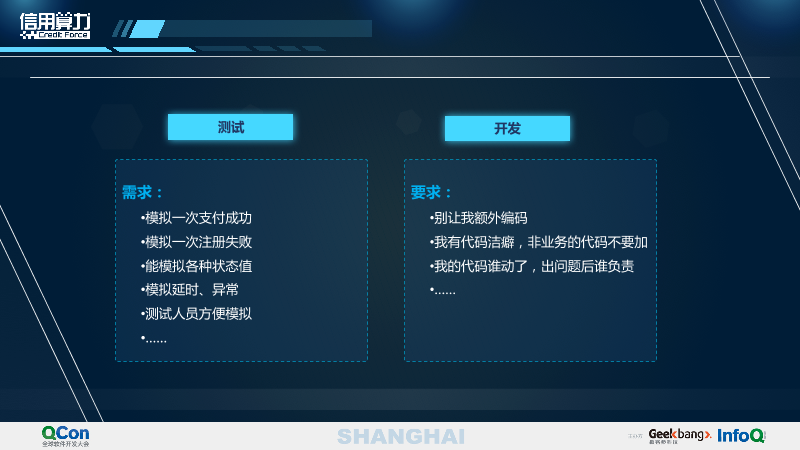 信用算力
Credit Force
测试
开发
需求：
•模拟一次支付成功
•模拟一次注册失败
•能模拟各种状态值
•模拟延时、异常
•测试人员方便模拟
•......
要求：
•别让我额外编码
•我有代码洁癖，非业务的代码不要加
•我的代码谁动了，出问题后谁负责
•......
QCon
全球软件开发大会
SHANGHAI
Geekbang
极客邦科技
InfoQ